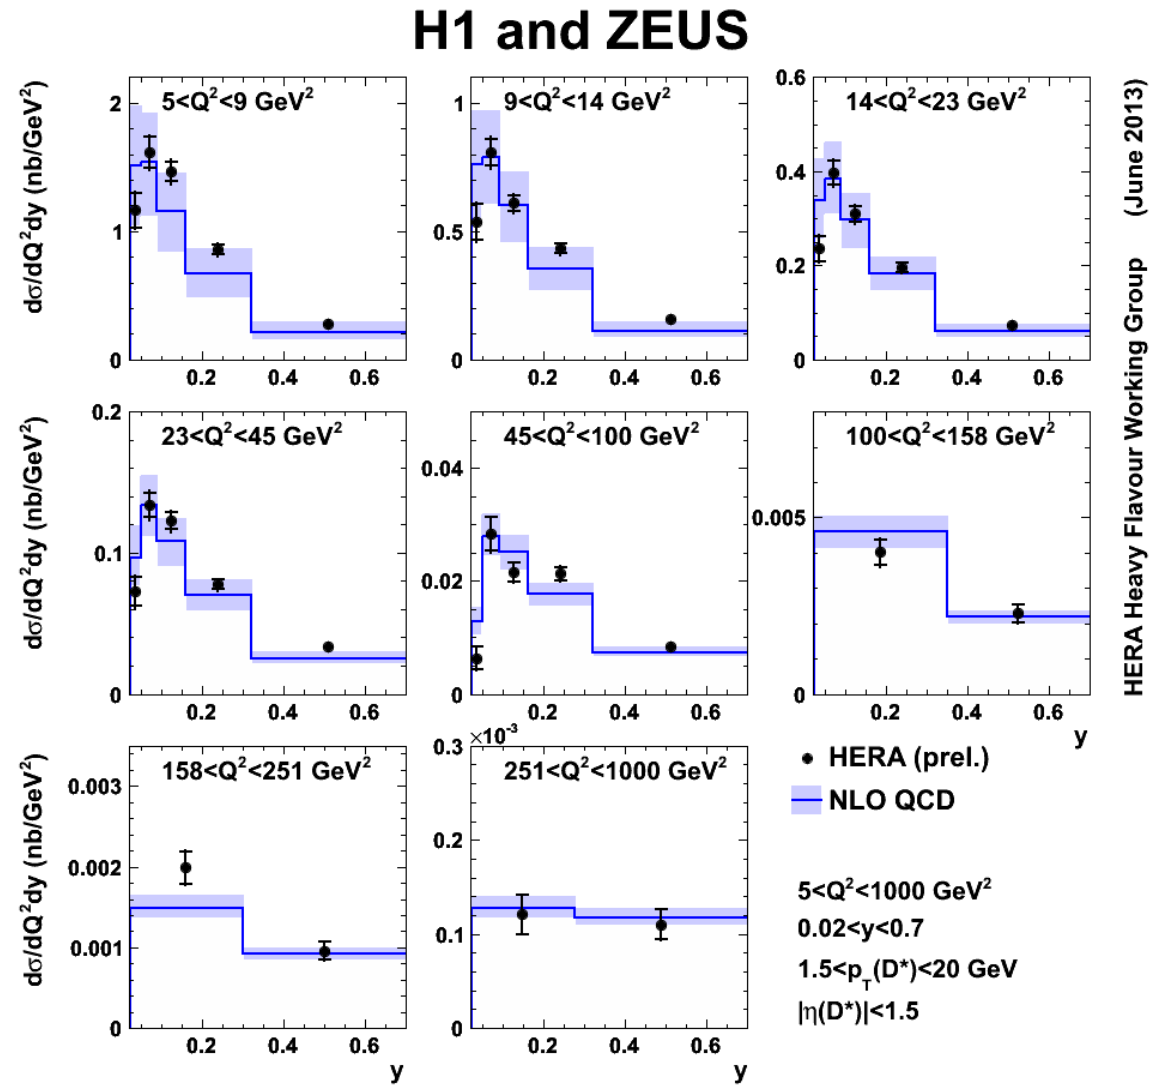 H1 and ZEUS
dσ/dQ²dy (nb/GeV²)
5<Q²<9 GeV²
2
1
0
0.2 0.4 0.6
9<Q²<14 GeV²
1
0.5
0
0.2 0.4 0.6
14<Q²<23 GeV²
0.6
0.4
0.2
0
0.2 0.4 0.6
HERA Heavy Flavour Working Group (June 2013)
dσ/dQ²dy (nb/GeV²)
23<Q²<45 GeV²
0.2
0.1
0
0.2 0.4 0.6
45<Q²<100 GeV²
0.04
0.02
0
0.2 0.4 0.6
100<Q²<158 GeV²
0.005
0
0.2 0.4 0.6
y
dσ/dQ²dy (nb/GeV²)
158<Q²<251 GeV²
0.003
0.002
0.001
0
0.2 0.4 0.6
y
×10⁻³
251<Q²<1000 GeV²
0.3
0.2
0.1
0
0.2 0.4 0.6
y
HERA (prel.)
NLO QCD
5<Q²<1000 GeV²
0.02<y<0.7
1.5<p_T(D*)<20 GeV
|η(D*)|<1.5